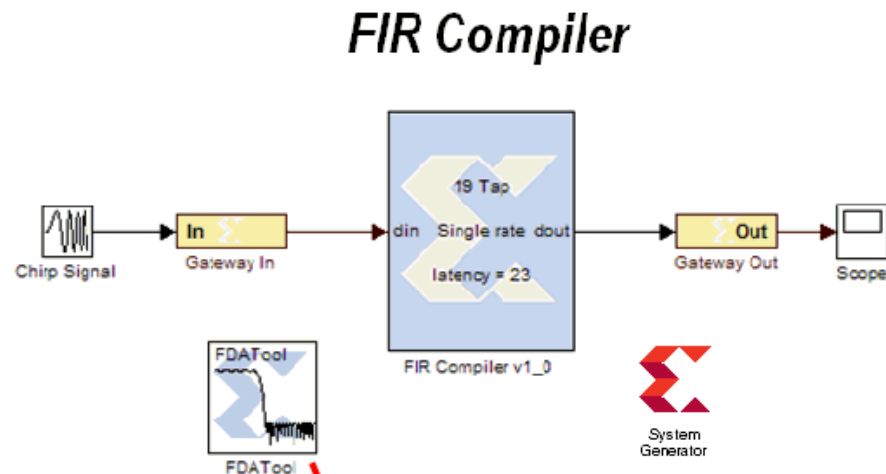 FIR Compiler
Chirp Signal
In
Gateway In
19 Tap
din Single rate dout
latency = 23
FIR Compiler v1_0
Out
Gateway Out
Scope
FDATool
FDATool
System
Generator